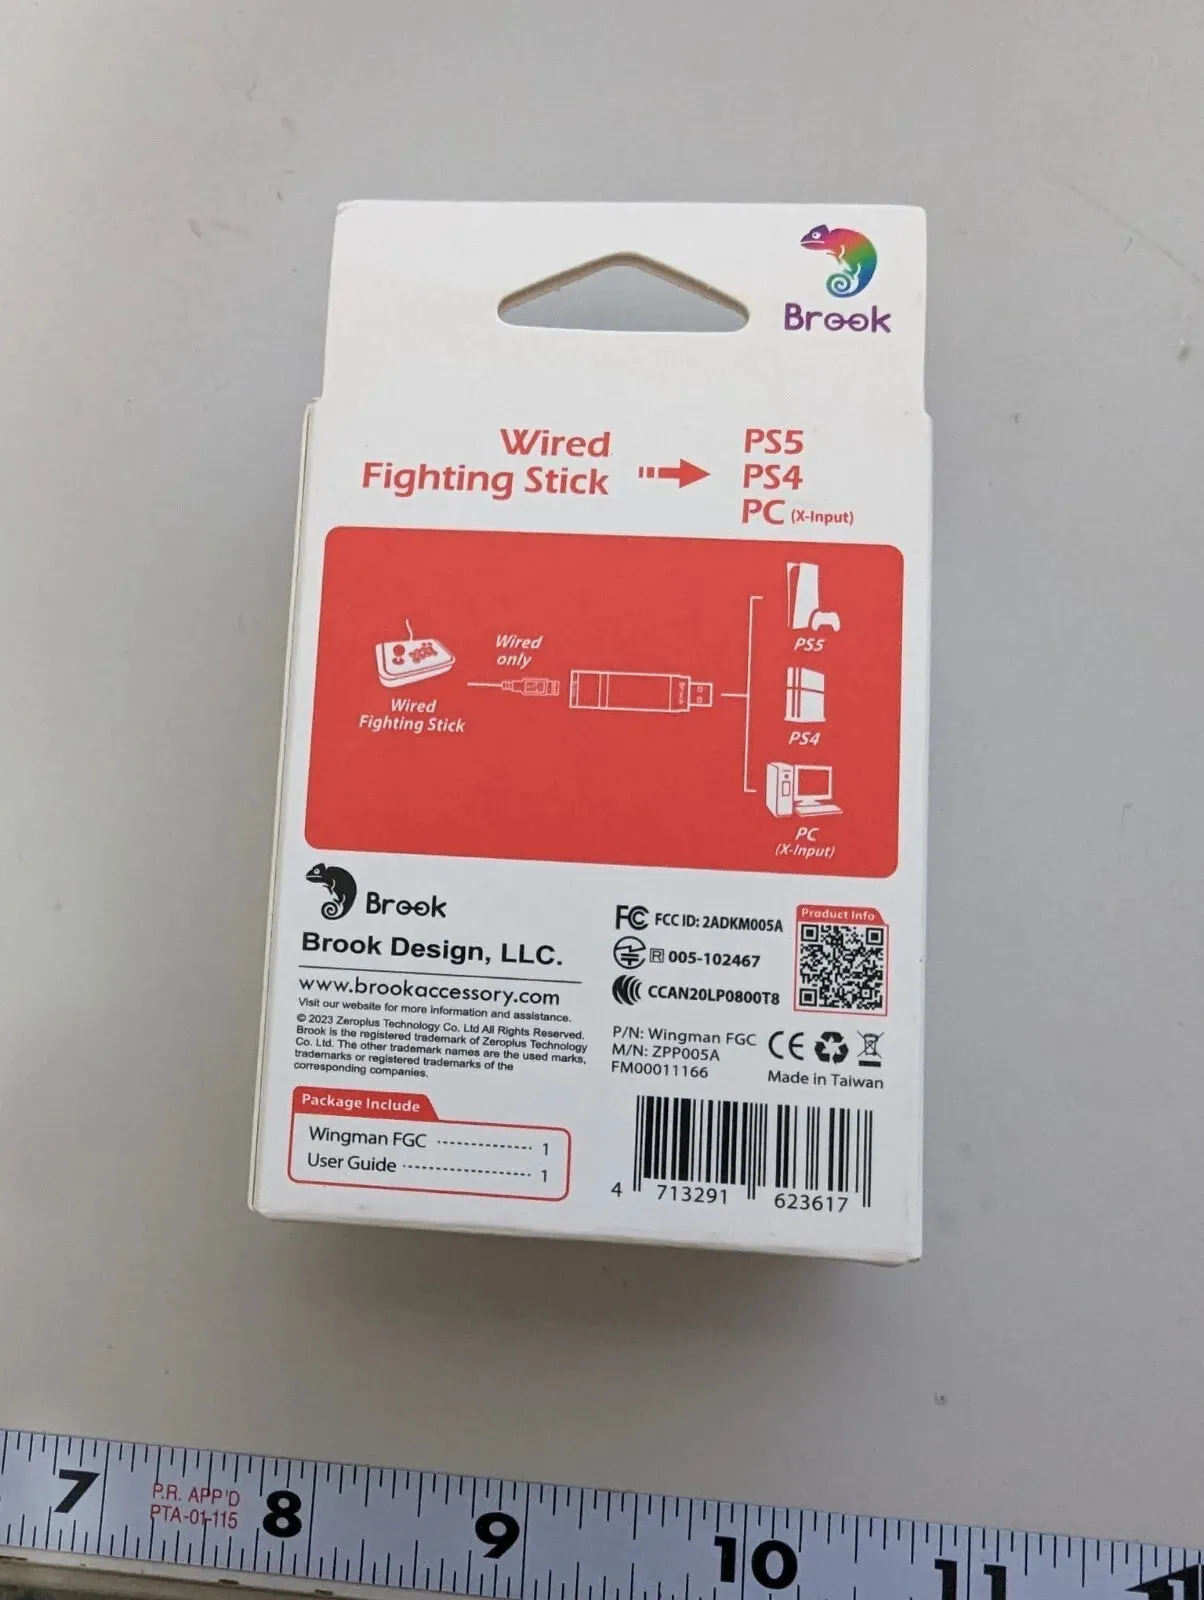 Brook
Wired
Fighting Stick
PS5
PS4
PC (X-Input)
Wired
only
Wired
Fighting Stick
Brook
PS5
PS4
PC
(X-Input)
Brook
Brook Design, LLC.
www.brookaccessory.com
Visit our website for more information and assistance.
© 2023 Zeroplus Technology Co. Ltd All Rights Reserved.
Brook is the registered trademark of Zeroplus Technology
Co. Ltd. The other trademark names are the used marks,
trademarks or registered trademarks of the
corresponding companies.
Package Include
Wingman FGC ---------------- 1
User Guide ---------------------- 1
FC FCC ID: 2ADKM005A
R 005-102467
CCAN20LP0800T8
Product Info
P/N: Wingman FGC
M/N: ZPP005A
FM00011166
CE
Made in Taiwan
4 713291 623617
7
P.R. APP'D
PTA-01-115
8
9
10
11